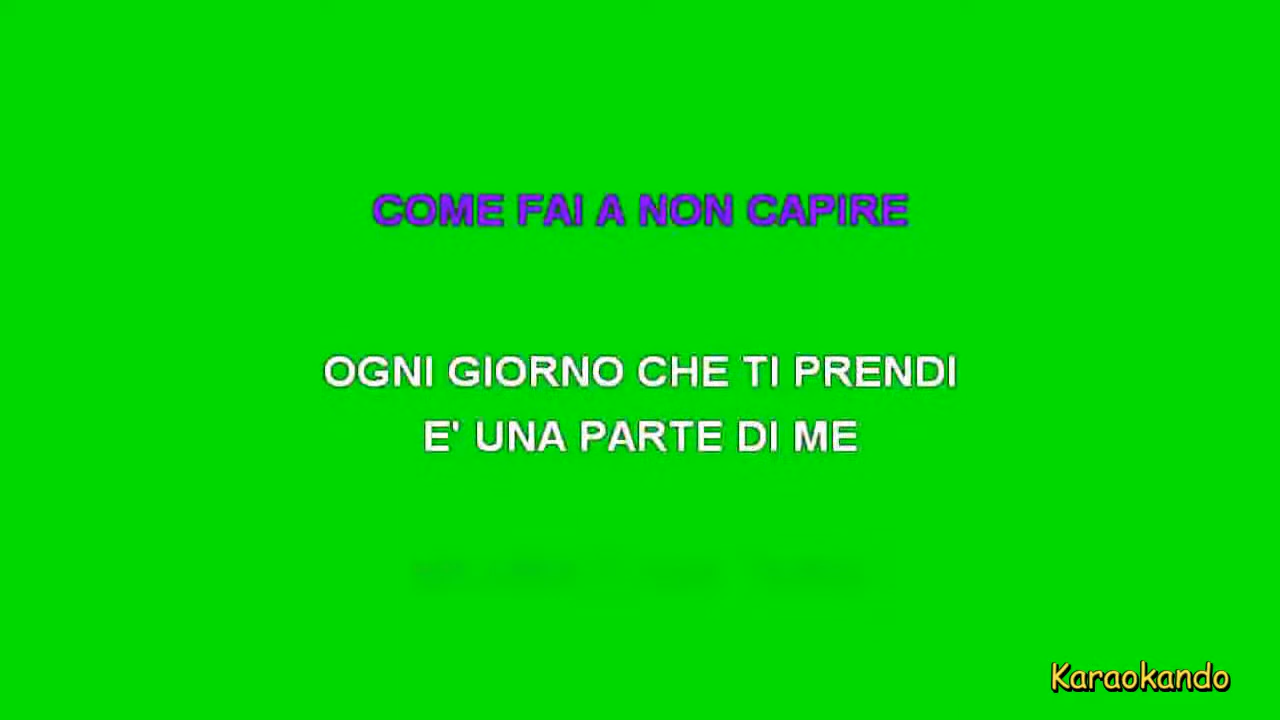 COME FAI A NON CAPIRE
OGNI GIORNO CHE TI PRENDI
E' UNA PARTE DI ME
Karaokando